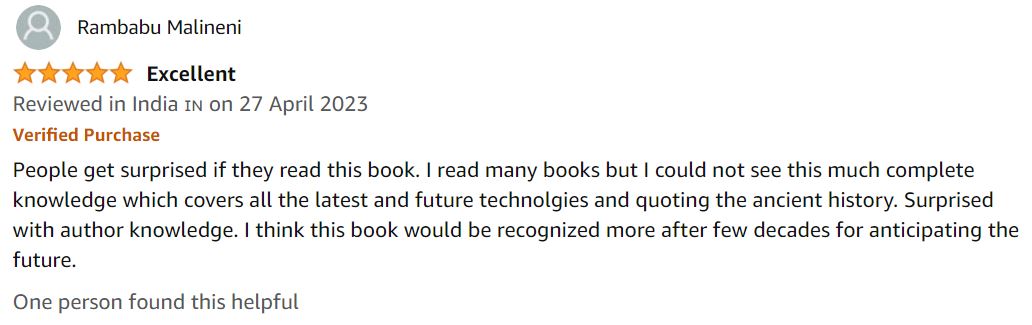 Rambabu Malineni
Excellent
Reviewed in India IN on 27 April 2023
Verified Purchase
People get surprised if they read this book. I read many books but I could not see this much complete
knowledge which covers all the latest and future technolgies and quoting the ancient history. Surprised
with author knowledge. I think this book would be recognized more after few decades for anticipating the
future.
One person found this helpful